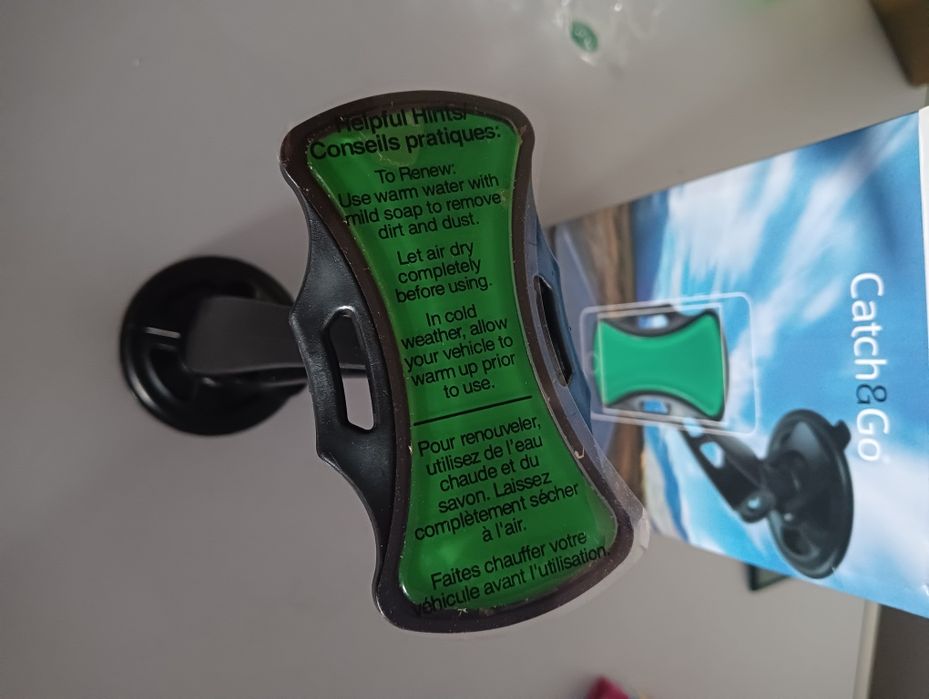 Helpful Hints/
Conseils pratiques:
To Renew:
Use warm water with
mild soap to remove
dirt and dust.
Let air dry
completely
before using.
In cold
weather, allow
your vehicle to
warm up prior
to use.
Pour renouveler,
utilisez de l'eau
chaude et du
savon. Laissez
complètement sécher
à l'air.
Faites chauffer votre
véhicule avant l'utilisation.
Catch&Go